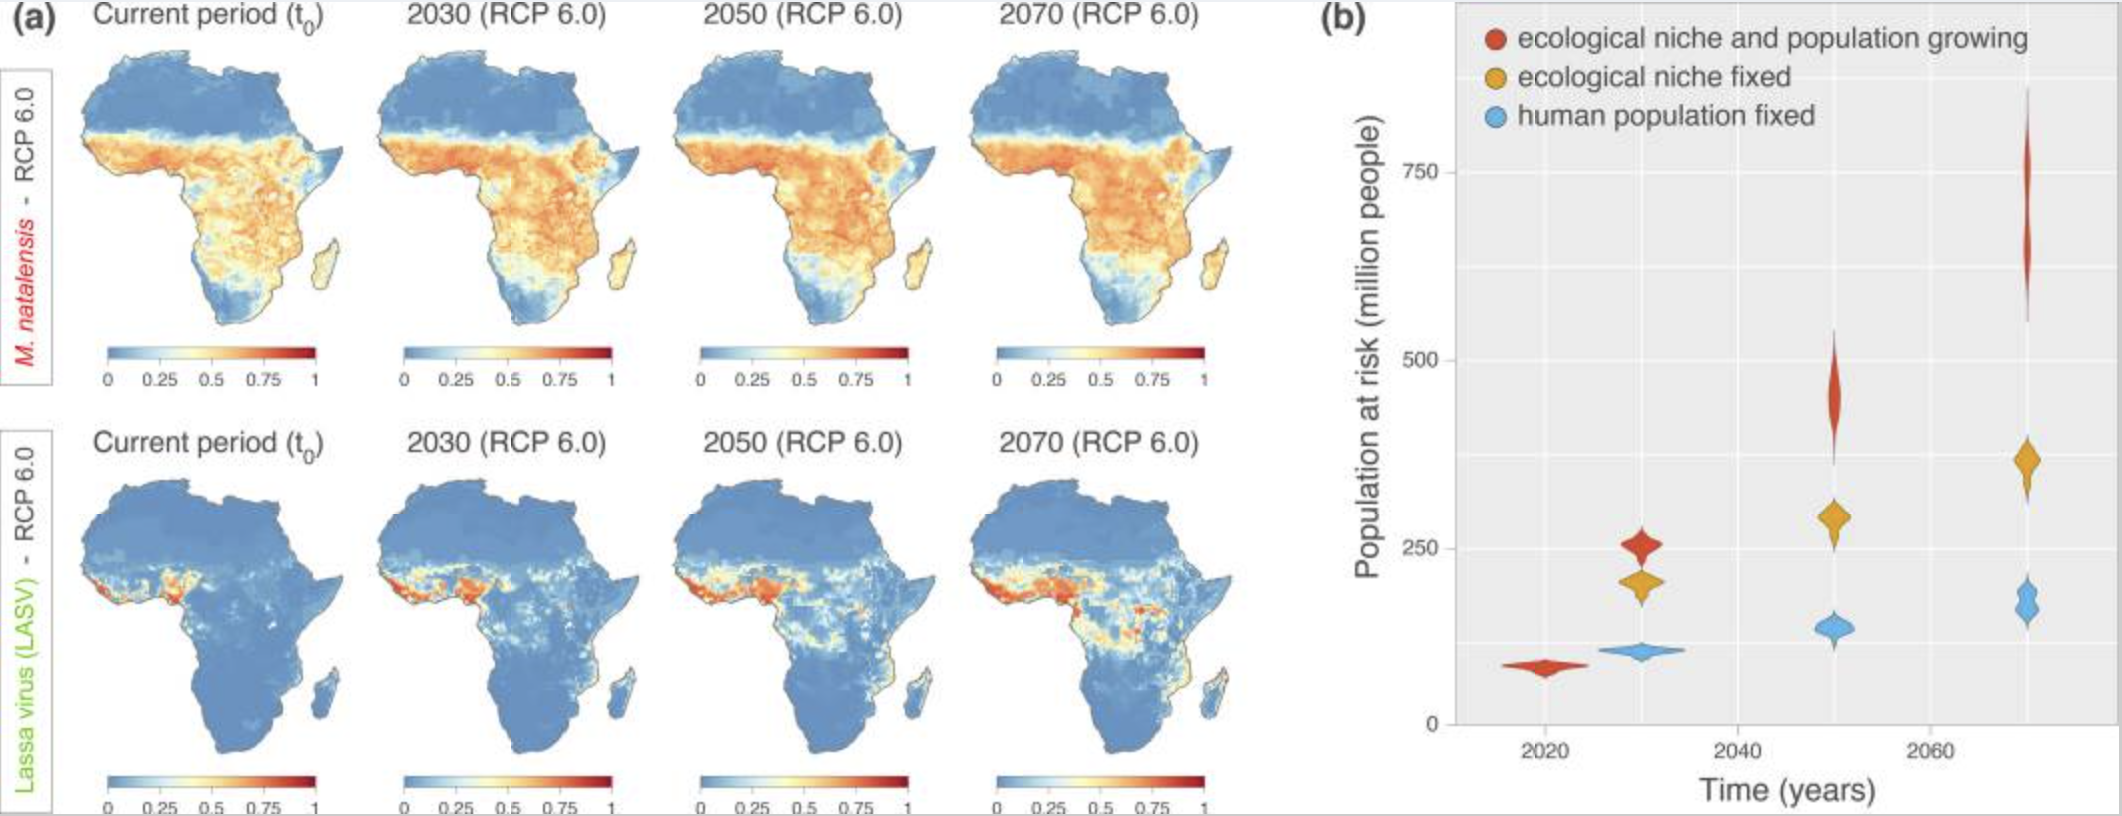 (a)
Current period (t0)
2030 (RCP 6.0)
2050 (RCP 6.0)
2070 (RCP 6.0)
M. natalensis - RCP 6.0
0 0.25 0.5 0.75 1
0 0.25 0.5 0.75 1
0 0.25 0.5 0.75 1
0 0.25 0.5 0.75 1
Current period (t0)
2030 (RCP 6.0)
2050 (RCP 6.0)
2070 (RCP 6.0)
Lassa virus (LASV) - RCP 6.0
0 0.25 0.5 0.75 1
0 0.25 0.5 0.75 1
0 0.25 0.5 0.75 1
0 0.25 0.5 0.75 1
(b)
ecological niche and population growing
ecological niche fixed
human population fixed
Population at risk (million people)
750
500
250
0
2020 2040 2060
Time (years)